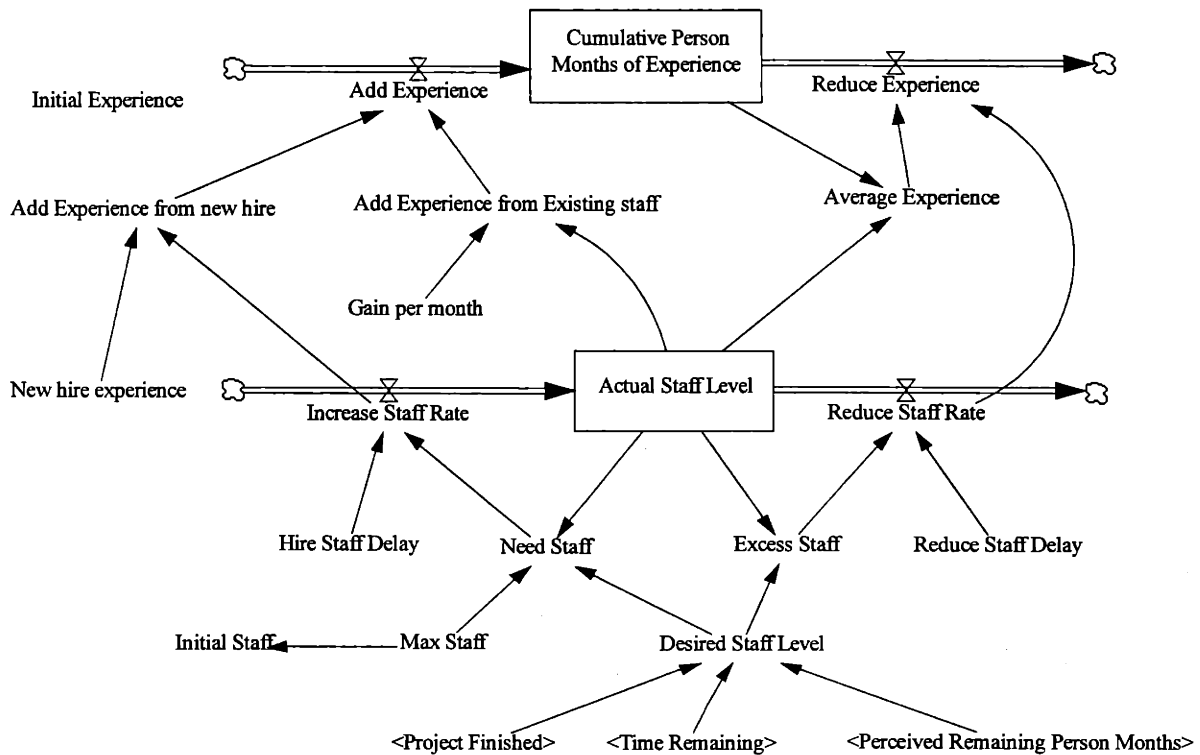 Cumulative Person
Months of Experience
Initial Experience
Add Experience
Reduce Experience
Add Experience from new hire
Add Experience from Existing staff
Average Experience
Gain per month
New hire experience
Actual Staff Level
Increase Staff Rate
Reduce Staff Rate
Hire Staff Delay
Need Staff
Excess Staff
Reduce Staff Delay
Initial Staff
Max Staff
Desired Staff Level
<Project Finished>
<Time Remaining>
<Perceived Remaining Person Months>